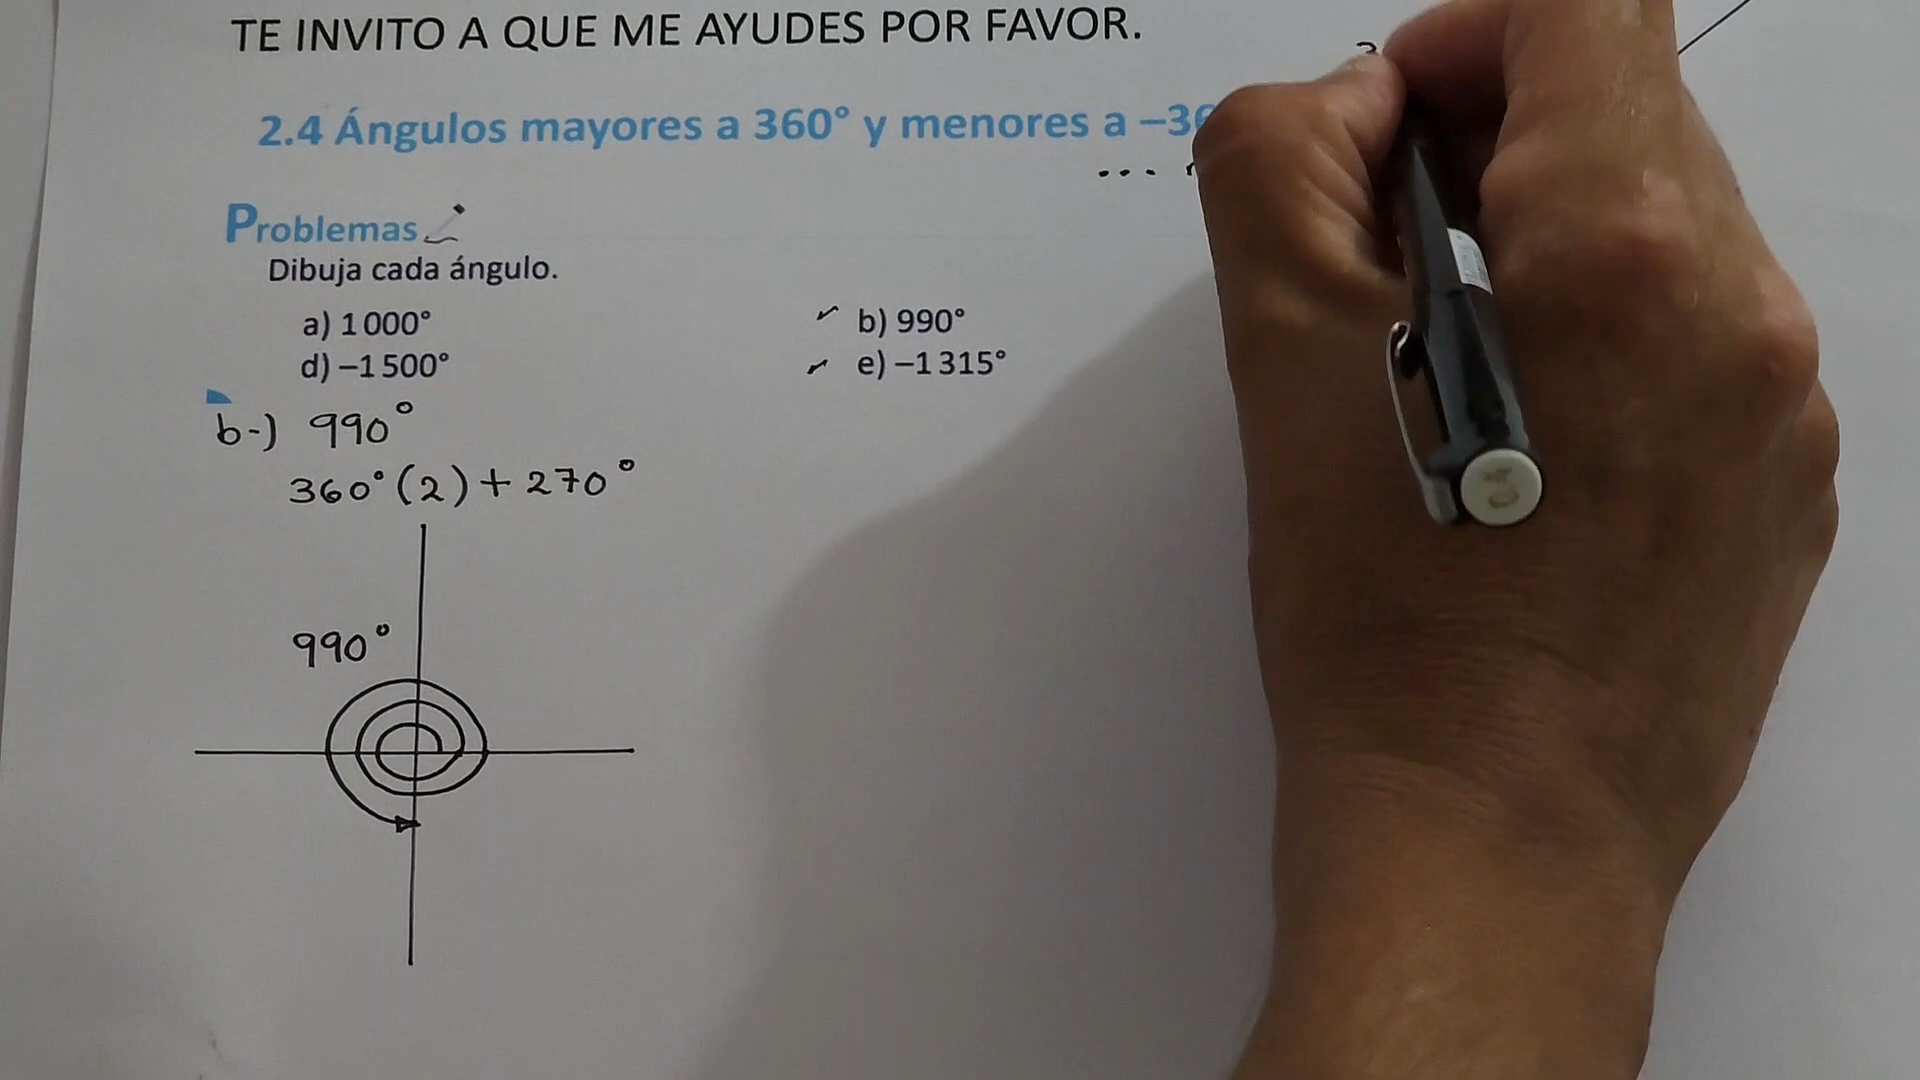 TE INVITO A QUE ME AYUDES POR FAVOR.
2.4 Ángulos mayores a 360° y menores a
Problemas
Dibuja cada ángulo.
a) 1 000°
b) 990°
d) –1 500°
e) –1 315°
b-) 990°
360°(2)+270°
990°